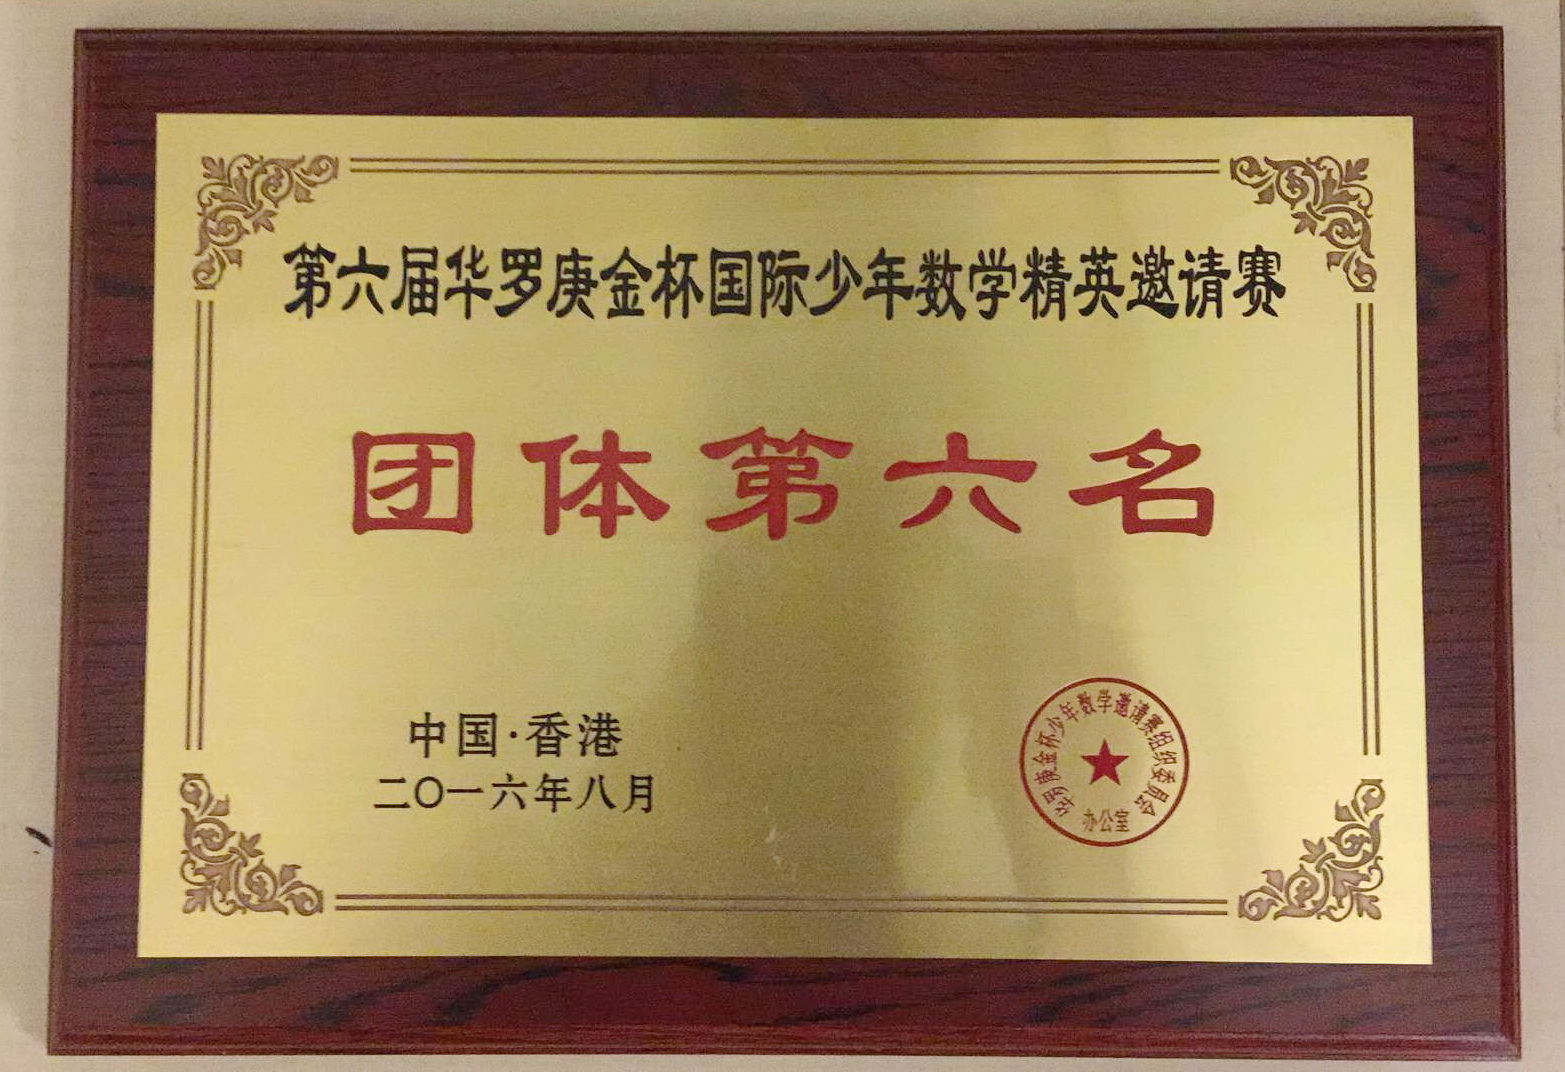 第六届华罗庚金杯国际少年数学精英邀请赛
团体第六名
中国·香港
二〇一六年八月
华罗庚金杯少年数学邀请赛组织委员会
办公室